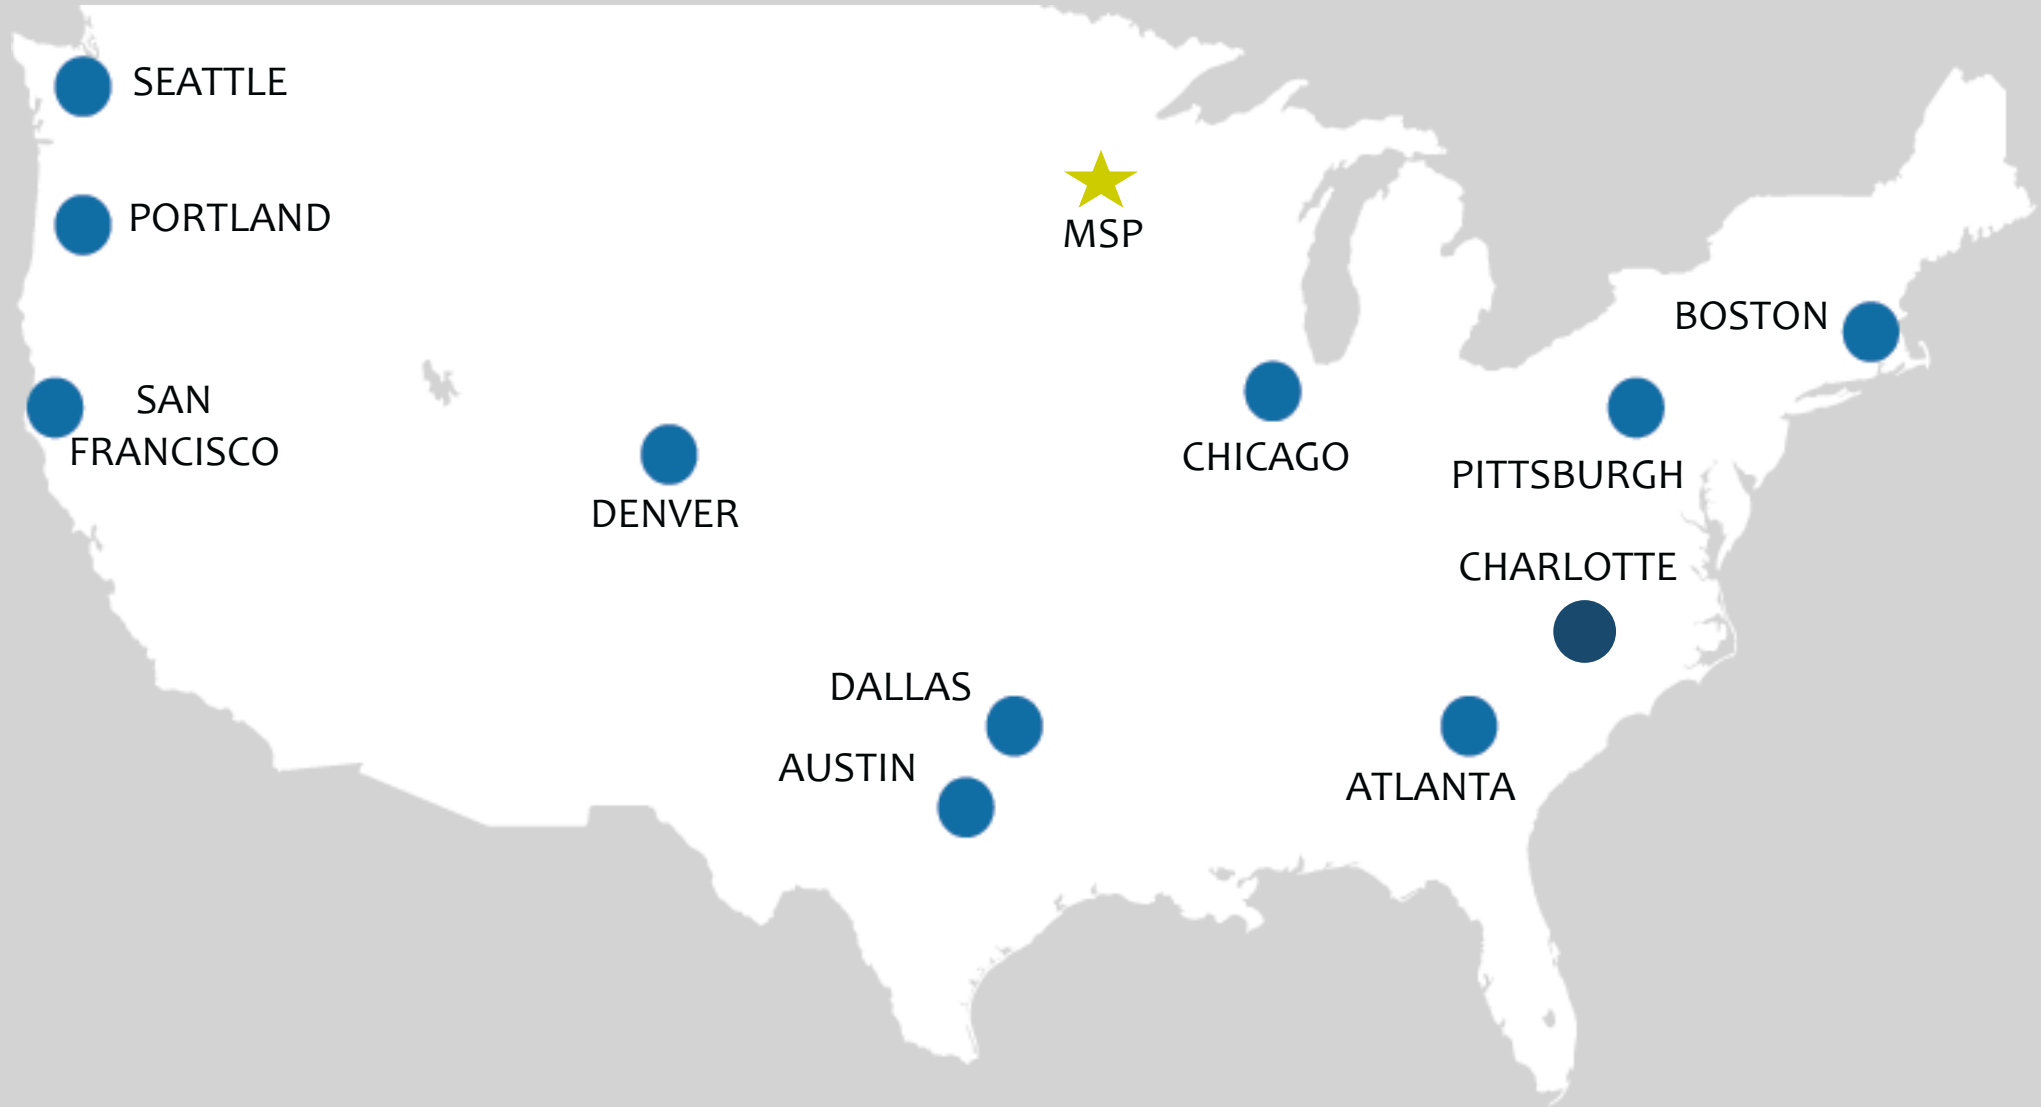 SEATTLE
PORTLAND
MSP
BOSTON
SAN
FRANCISCO
CHICAGO
PITTSBURGH
DENVER
CHARLOTTE
DALLAS
AUSTIN
ATLANTA